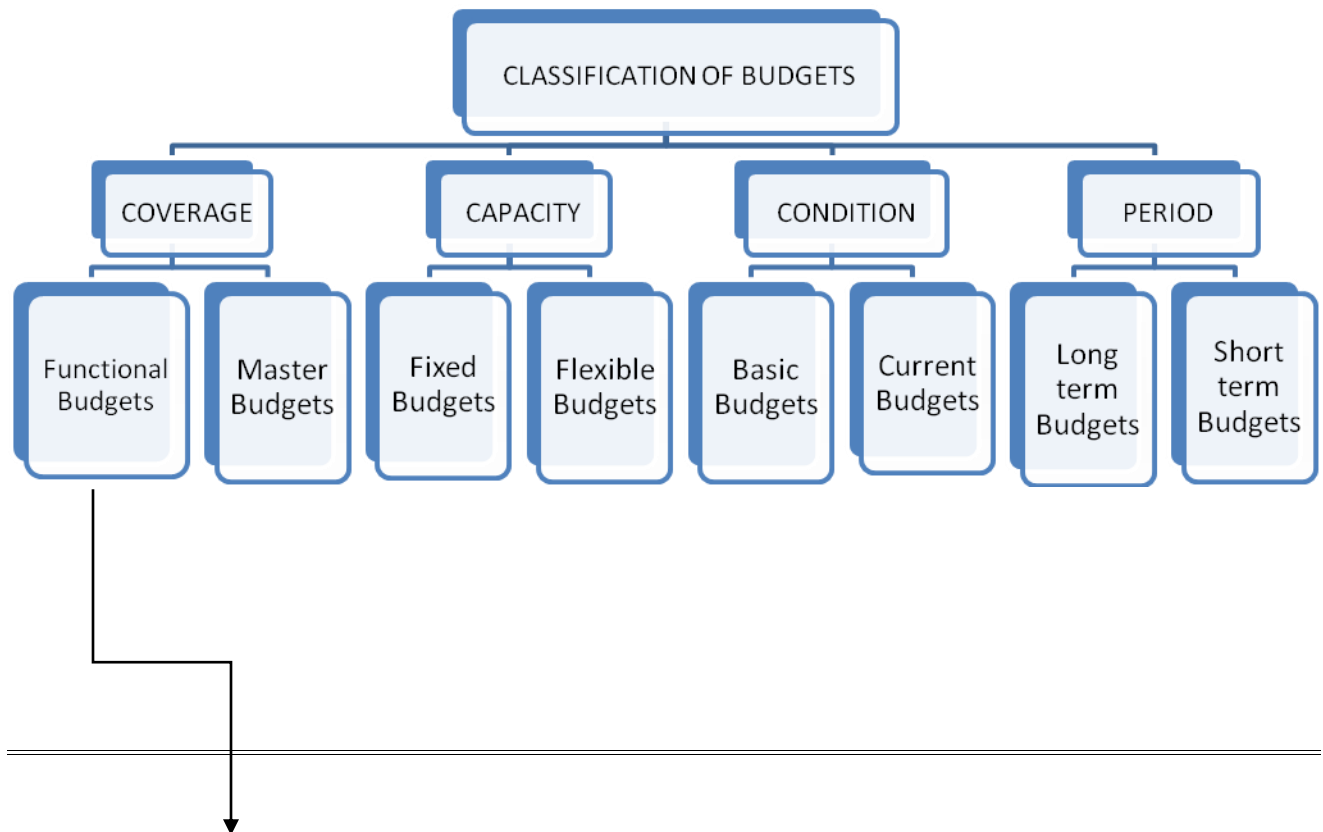 CLASSIFICATION OF BUDGETS
COVERAGE
CAPACITY
CONDITION
PERIOD
Functional
Budgets
Master
Budgets
Fixed
Budgets
Flexible
Budgets
Basic
Budgets
Current
Budgets
Long
term
Budgets
Short
term
Budgets